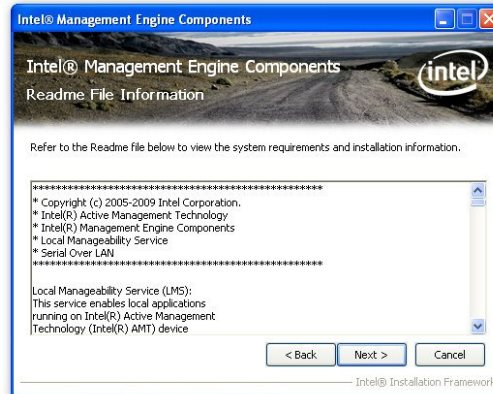 Intel® Management Engine Components
Intel® Management Engine Components
Readme File Information
intel
Refer to the Readme file below to view the system requirements and installation information.
*******************************************************
* Copyright (c) 2005-2009 Intel Corporation.
* Intel(R) Active Management Technology
* Intel(R) Management Engine Components
* Local Manageability Service
* Serial Over LAN
*******************************************************
Local Manageability Service (LMS):
This service enables local applications
running on Intel(R) Active Management
Technology (Intel(R) AMT) device
< Back Next > Cancel
Intel® Installation Framework